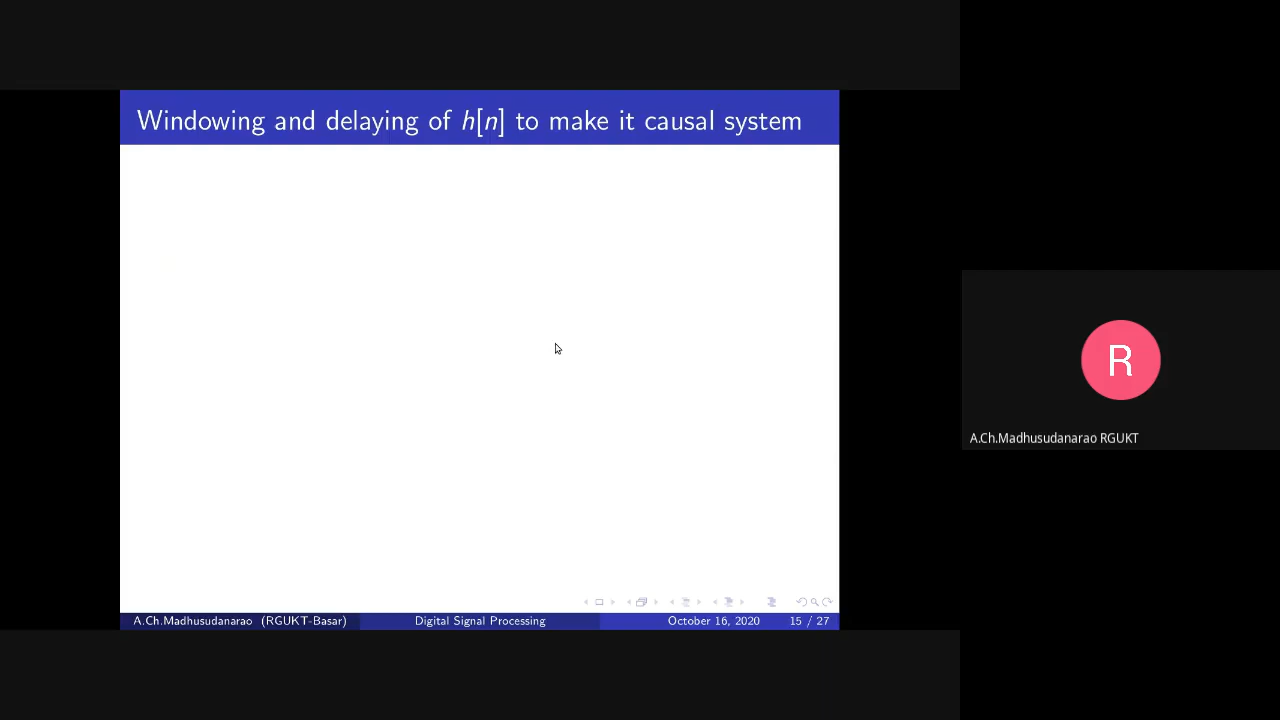 Windowing and delaying of h[n] to make it causal system
R
A.Ch.Madhusudanarao RGUKT
A.Ch.Madhusudanarao (RGUKT-Basar) Digital Signal Processing October 16, 2020 15 / 27